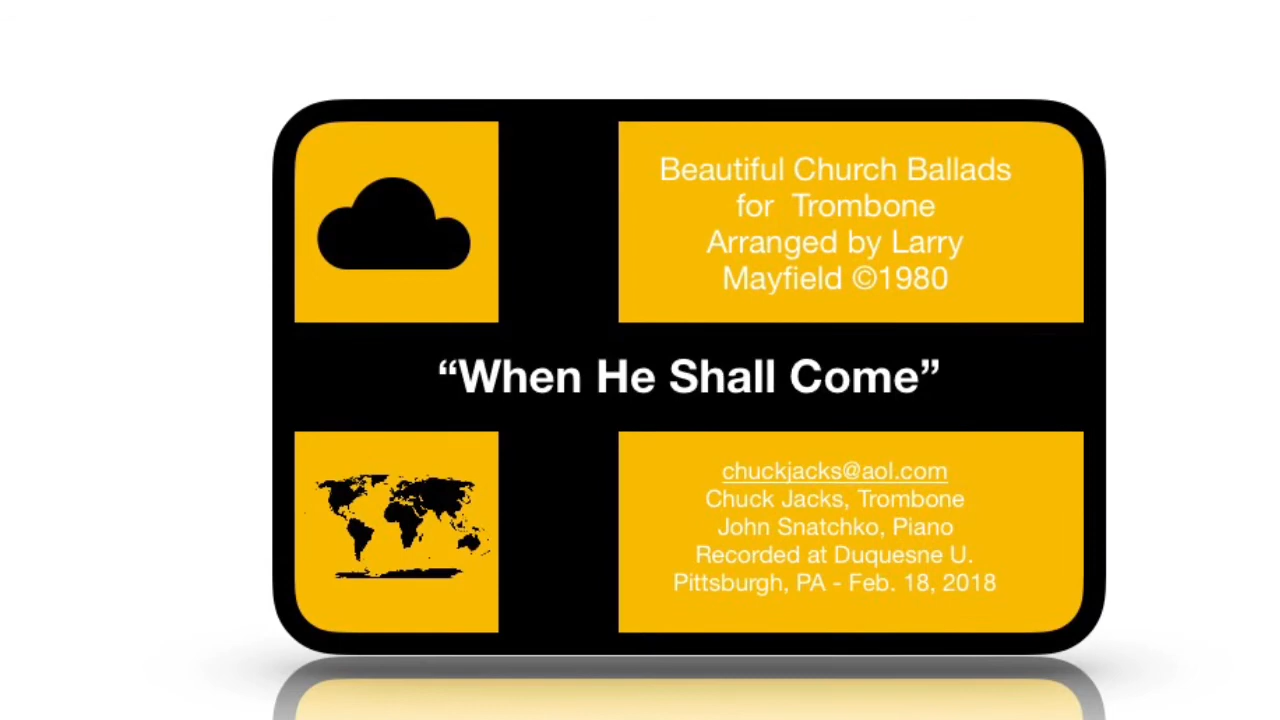 Beautiful Church Ballads
for Trombone
Arranged by Larry
Mayfield ©1980
“When He Shall Come”
chuckjacks@aol.com
Chuck Jacks, Trombone
John Snatchko, Piano
Recorded at Duquesne U.
Pittsburgh, PA - Feb. 18, 2018